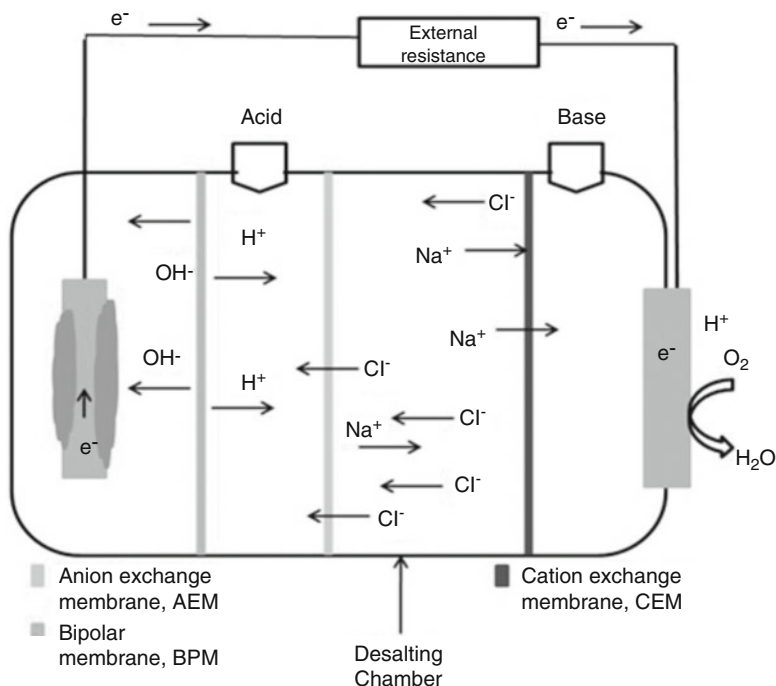 e⁻
External
resistance
e⁻
Acid
Base
Cl⁻
H⁺
Na⁺
OH-
Na⁺
H⁺
e⁻
O₂
OH-
Cl⁻
H⁺
Na⁺
Cl⁻
e⁻
H₂O
Cl⁻
Cl⁻
Anion exchange
membrane, AEM
Bipolar
membrane, BPM
Cation exchange
membrane, CEM
Desalting
Chamber